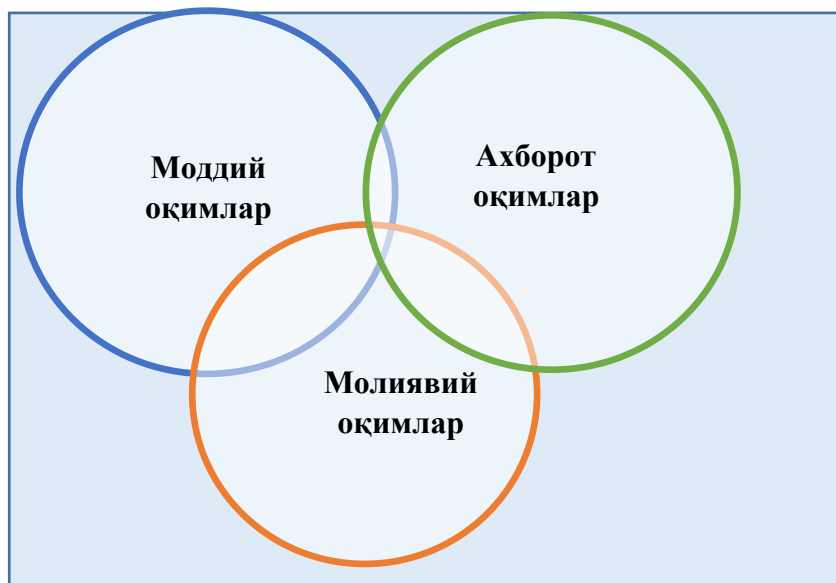 Моддий
оқимлар
Ахборот
оқимлар
Молиявий
оқимлар